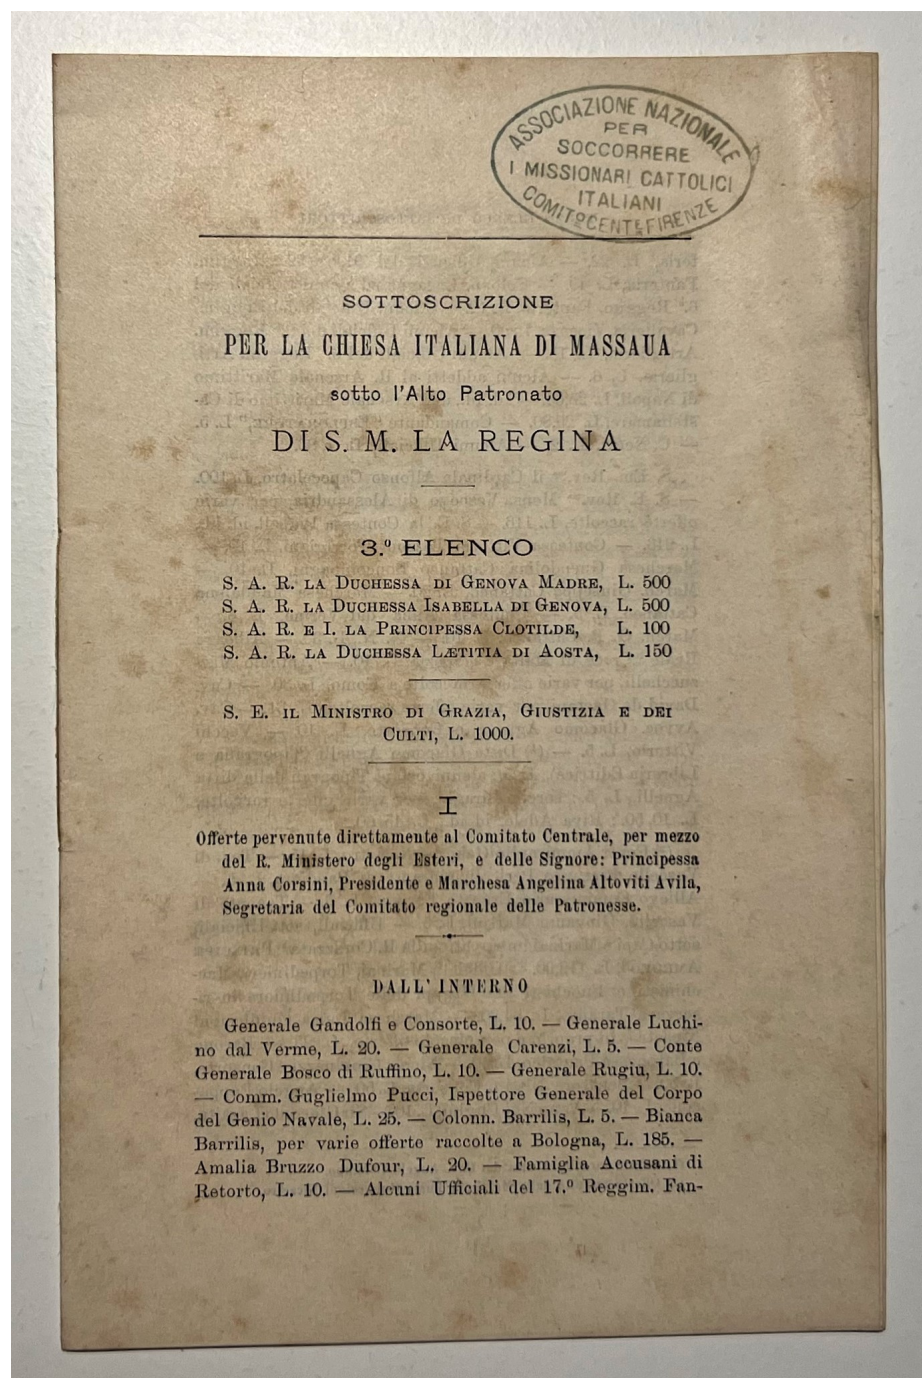 ASSOCIAZIONE NAZIONALE
PER
SOCCORRERE
I MISSIONARI CATTOLICI
ITALIANI
COMIT.o CENT.e FIRENZE
SOTTOSCRIZIONE
PER LA CHIESA ITALIANA DI MASSAUA
sotto l'Alto Patronato
DI S. M. LA REGINA
3.º ELENCO
S. A. R. LA DUCHESSA DI GENOVA MADRE, L. 500
S. A. R. LA DUCHESSA ISABELLA DI GENOVA, L. 500
S. A. R. E I. LA PRINCIPESSA CLOTILDE, L. 100
S. A. R. LA DUCHESSA LÆTITIA DI AOSTA, L. 150
S. E. IL MINISTRO DI GRAZIA, GIUSTIZIA E DEI
CULTI, L. 1000.
I
Offerte pervenute direttamente al Comitato Centrale, per mezzo
del R. Ministero degli Esteri, e delle Signore: Principessa
Anna Corsini, Presidente e Marchesa Angelina Altoviti Avila,
Segretaria del Comitato regionale delle Patronesse.
DALL' INTERNO
Generale Gandolfi e Consorte, L. 10. — Generale Luchi-
no dal Verme, L. 20. — Generale Carenzi, L. 5. — Conte
Generale Bosco di Ruffino, L. 10. — Generale Rugiu, L. 10.
— Comm. Guglielmo Pucci, Ispettore Generale del Corpo
del Genio Navale, L. 25. — Colonn. Barrilis, L. 5. — Bianca
Barrilis, per varie offerte raccolte a Bologna, L. 185. —
Amalia Bruzzo Dufour, L. 20. — Famiglia Accusani di
Retorto, L. 10. — Alcuni Ufficiali del 17.º Reggim. Fan-